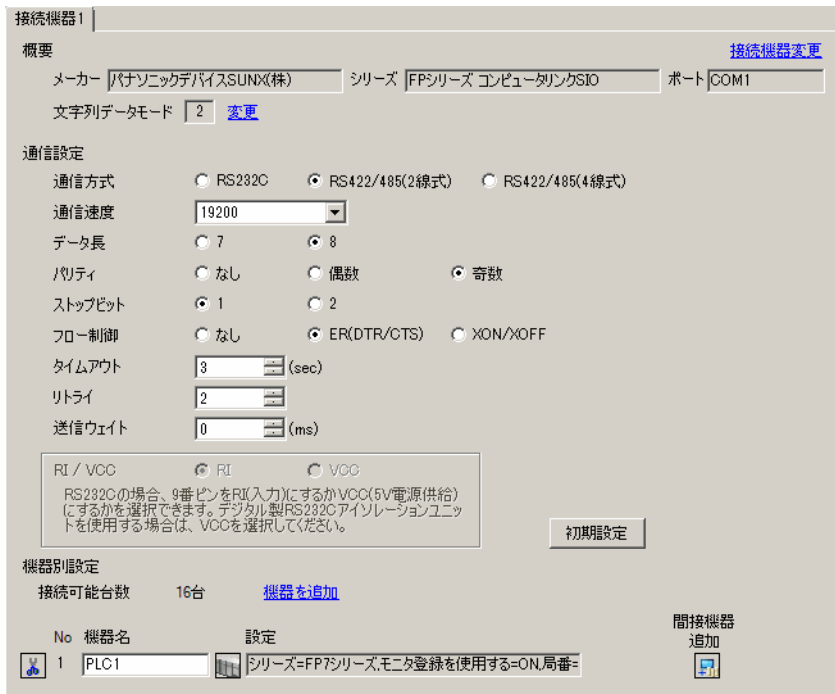 接続機器1
概要
接続機器変更
メーカー パナソニックデバイスSUNX(株) シリーズ FPシリーズ コンピュータリンクSIO ポート COM1
文字列データモード 2 変更
通信設定
通信方式 RS232C RS422/485(2線式) RS422/485(4線式)
通信速度 19200
データ長 7 8
パリティ なし 偶数 奇数
ストップビット 1 2
フロー制御 なし ER(DTR/CTS) XON/XOFF
タイムアウト 3 (sec)
リトライ 2
送信ウェイト 0 (ms)
RI / VCC RI VCC
RS232Cの場合、9番ピンをRI(入力)にするかVCC(5V電源供給)
にするかを選択できます。デジタル製RS232Cアイソレーションユニッ
トを使用する場合は、VCCを選択してください。
初期設定
機器別設定
接続可能台数 16台 機器を追加
間接機器
追加
No 機器名 設定
1 PLC1 シリーズ=FP7シリーズ,モニタ登録を使用する=ON,局番=